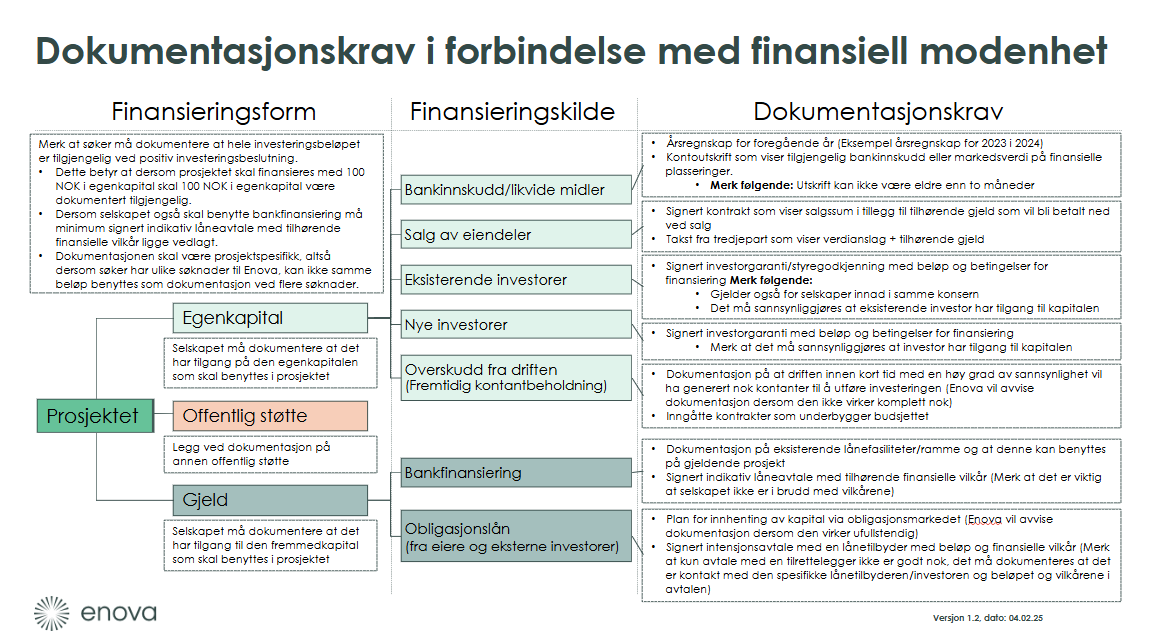 Dokumentasjonskrav i forbindelse med finansiell modenhet
Finansieringsform
Finansieringskilde
Dokumentasjonskrav
Merk at søker må dokumentere at hele investeringsbeløpet
er tilgjengelig ved positiv investeringsbeslutning.
• Dette betyr at dersom prosjektet skal finansieres med 100
NOK i egenkapital skal 100 NOK i egenkapital være
dokumentert tilgjengelig.
• Dersom selskapet også skal benytte bankfinansiering må
minimum signert indikativ låneavtale med tilhørende
finansielle vilkår ligge vedlagt.
• Dokumentasjonen skal være prosjektspesifikk, altså
dersom søker har ulike søknader til Enova, kan ikke samme
beløp benyttes som dokumentasjon ved flere søknader.
Prosjektet
Egenkapital
Selskapet må dokumentere at det
har tilgang på den egenkapitalen
som skal benyttes i prosjektet
Offentlig støtte
Legg ved dokumentasjon på
annen offentlig støtte
Gjeld
Selskapet må dokumentere at det
har tilgang til den fremmedkapital
som skal benyttes i prosjektet
Bankinnskudd/likvide midler
Salg av eiendeler
Eksisterende investorer
Nye investorer
Overskudd fra driften
(Fremtidig kontantbeholdning)
Bankfinansiering
Obligasjonslån
(fra eiere og eksterne investorer)
• Årsregnskap for foregående år (Eksempel årsregnskap for 2023 i 2024)
• Kontoutskrift som viser tilgjengelig bankinnskudd eller markedsverdi på finansielle
plasseringer.
• Merk følgende: Utskrift kan ikke være eldre enn to måneder
• Signert kontrakt som viser salgssum i tillegg til tilhørende gjeld som vil bli betalt ned
ved salg
• Takst fra tredjepart som viser verdianslag + tilhørende gjeld
• Signert investorgaranti/styregodkjenning med beløp og betingelser for
finansiering Merk følgende:
• Gjelder også for selskaper innad i samme konsern
• Det må sannsynliggjøres at eksisterende investor har tilgang til kapitalen
• Signert investorgaranti med beløp og betingelser for finansiering
• Merk at det må sannsynliggjøres at investor har tilgang til kapitalen
• Dokumentasjon på at driften innen kort tid med en høy grad av sannsynlighet vil
ha generert nok kontanter til å utføre investeringen (Enova vil avvise
dokumentasjon dersom den ikke virker komplett nok)
• Inngåtte kontrakter som underbygger budsjettet
• Dokumentasjon på eksisterende lånefasiliteter/ramme og at denne kan benyttes
på gjeldende prosjekt
• Signert indikativ låneavtale med tilhørende finansielle vilkår (Merk at det er viktig
at selskapet ikke er i brudd med vilkårene)
• Plan for innhenting av kapital via obligasjonsmarkedet (Enova vil avvise
dokumentasjon dersom den virker ufullstendig)
• Signert intensjonsavtale med en lånetilbyder med beløp og finansielle vilkår (Merk
at kun avtale med en tilrettelegger ikke er godt nok, det må dokumenteres at det
er kontakt med den spesifikke lånetilbyderen/investoren og beløpet og vilkårene i
avtalen)
enova
Versjon 1.2, dato: 04.02.25